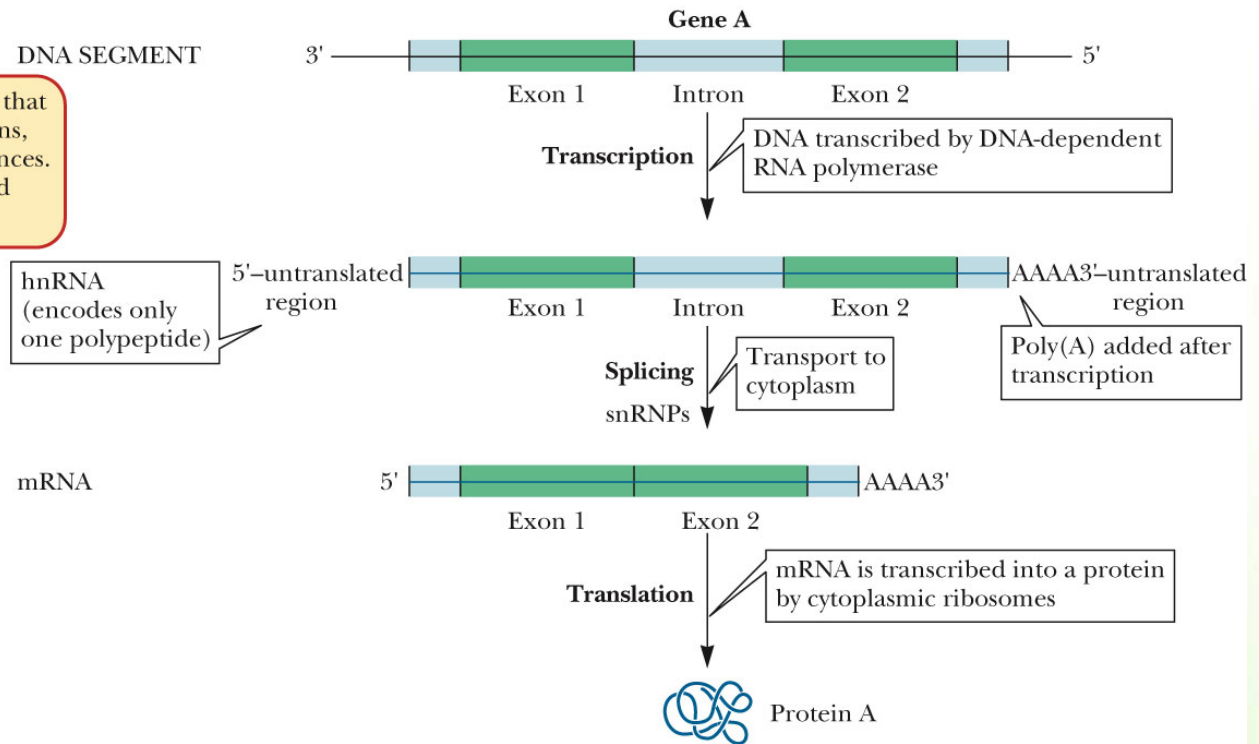 Gene A
DNA SEGMENT
3'
5'
that
ns,
nces.
d
Exon 1
Intron
Exon 2
Transcription
DNA transcribed by DNA-dependent
RNA polymerase
hnRNA
(encodes only
one polypeptide)
5'–untranslated
region
AAAA3'–untranslated
region
Exon 1
Intron
Exon 2
Poly(A) added after
transcription
Splicing
snRNPs
Transport to
cytoplasm
mRNA
5'
AAAA3'
Exon 1
Exon 2
Translation
mRNA is transcribed into a protein
by cytoplasmic ribosomes
Protein A